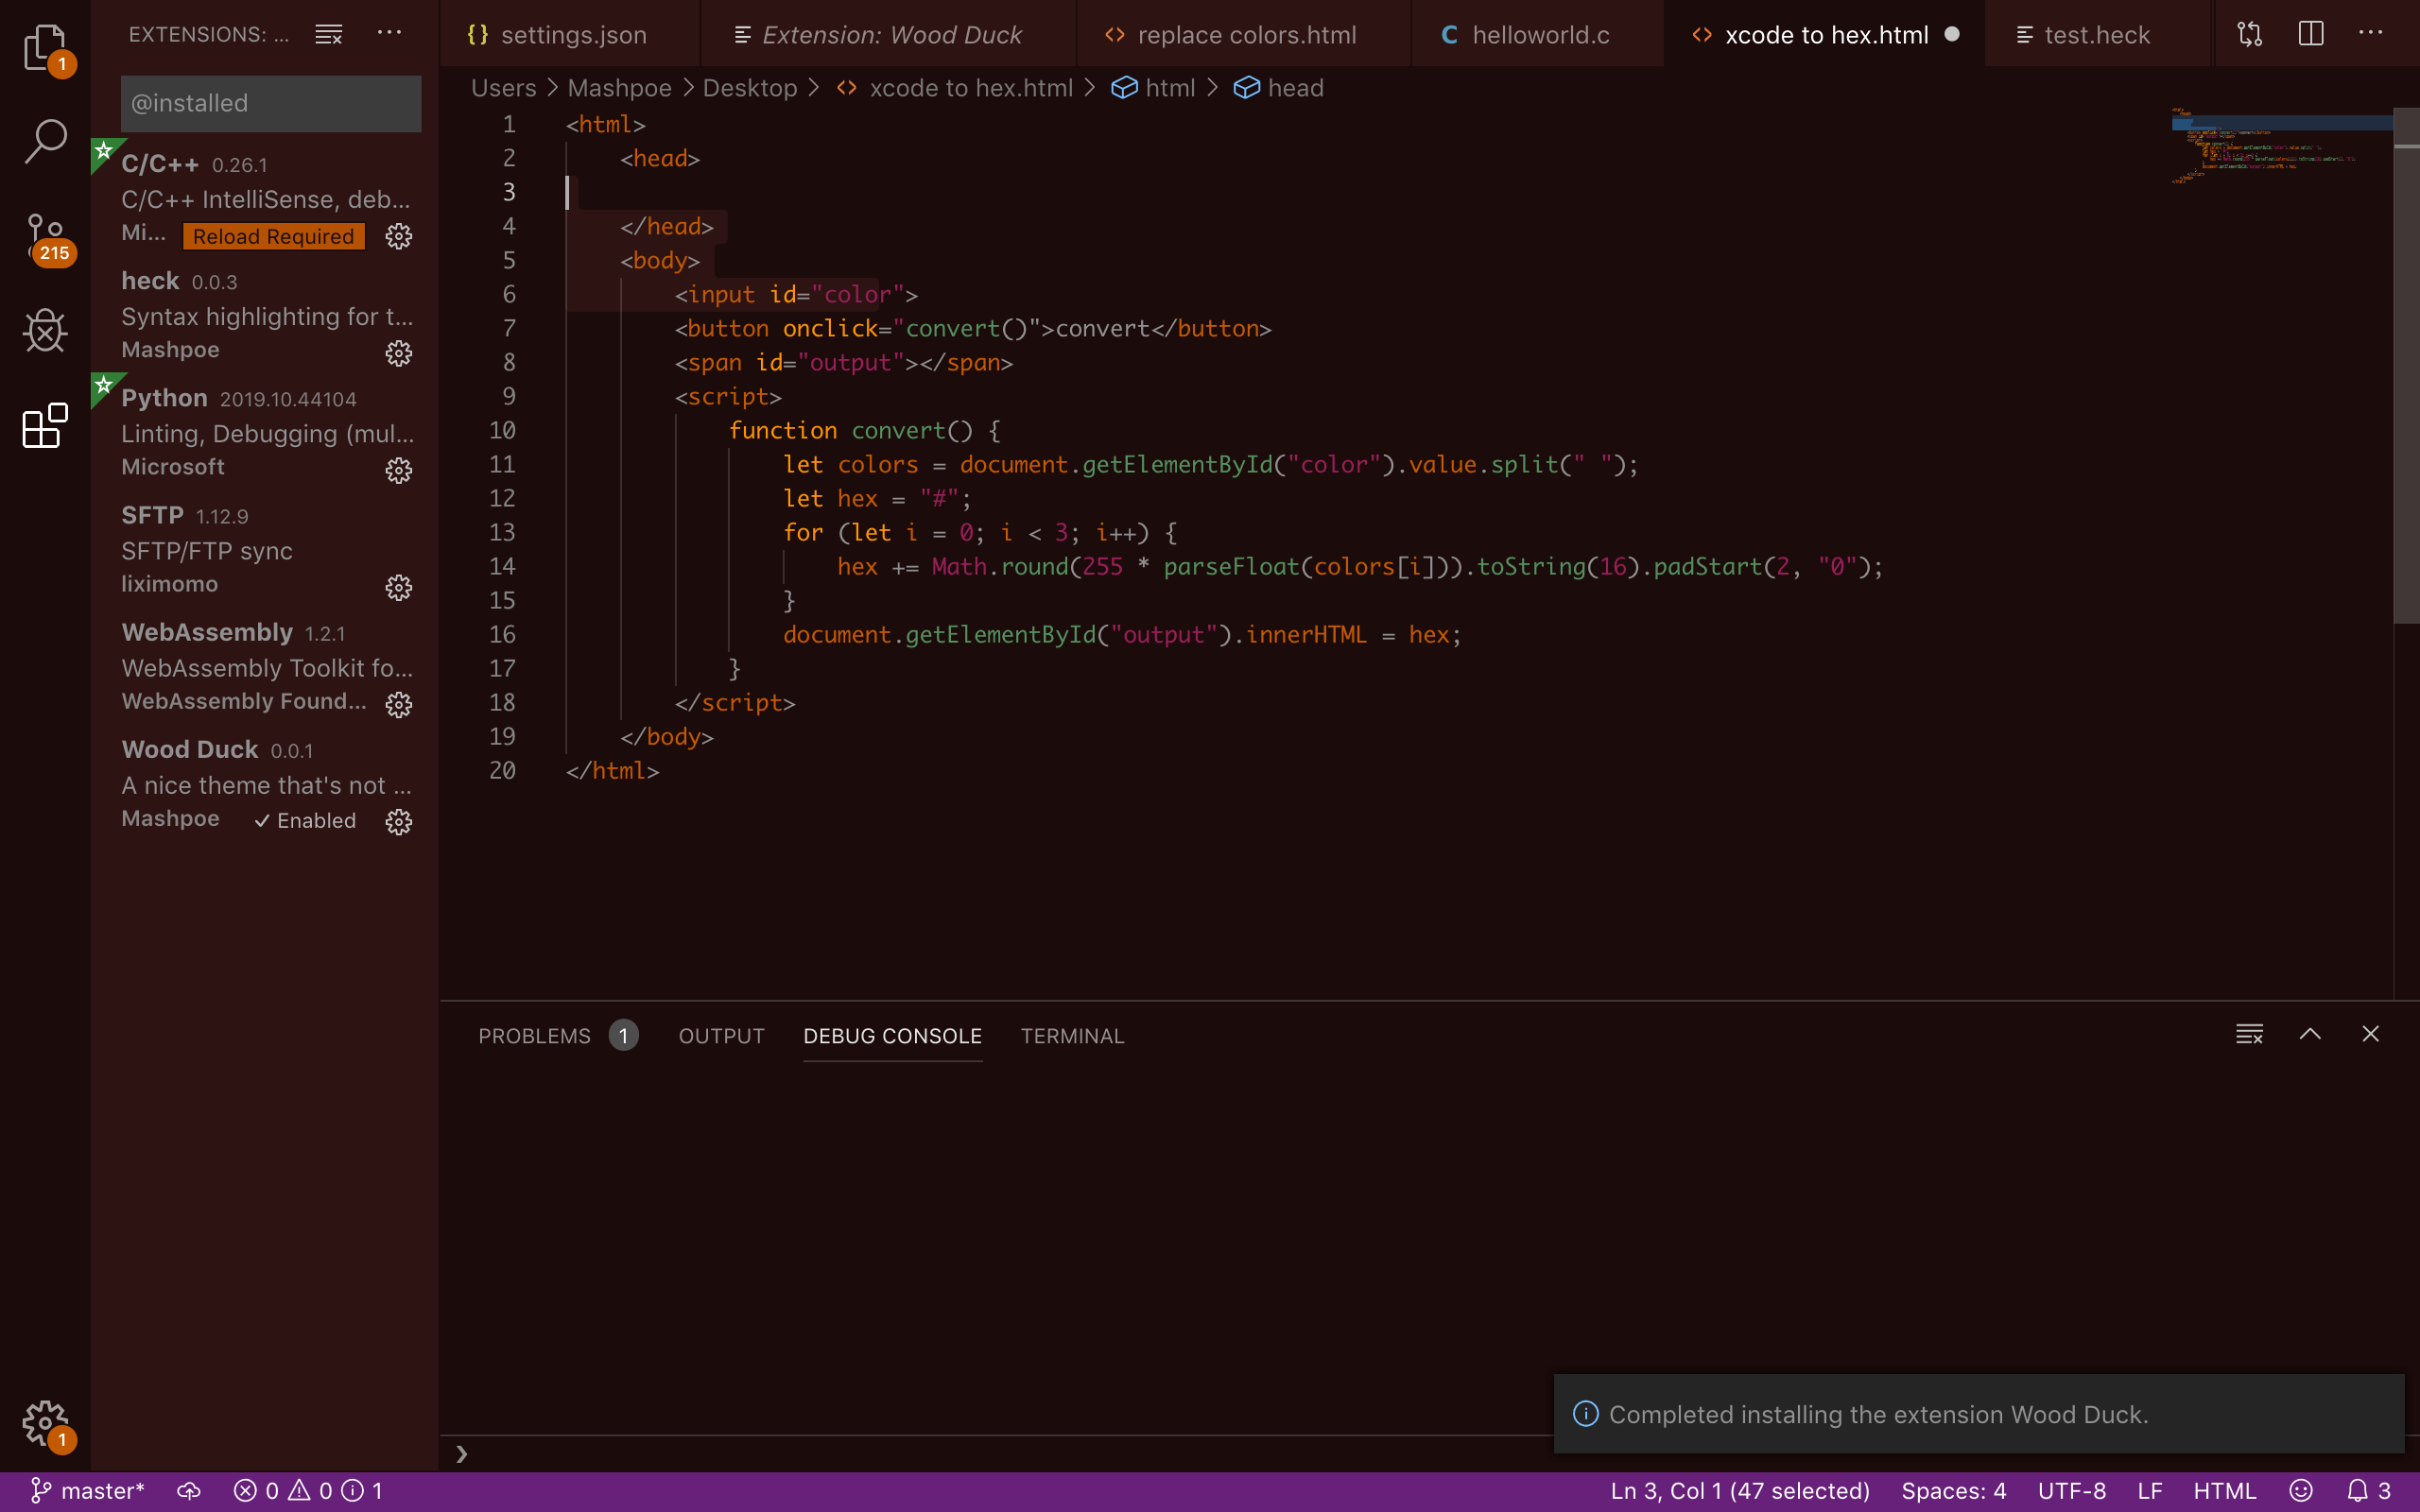 EXTENSIONS: ...
@installed
C/C++ 0.26.1
C/C++ IntelliSense, deb...
Mi... Reload Required
heck 0.0.3
Syntax highlighting for t...
Mashpoe
Python 2019.10.44104
Linting, Debugging (mul...
Microsoft
SFTP 1.12.9
SFTP/FTP sync
liximomo
WebAssembly 1.2.1
WebAssembly Toolkit fo...
WebAssembly Found...
Wood Duck 0.0.1
A nice theme that's not ...
Mashpoe Enabled
1
215
1
{} settings.json Extension: Wood Duck <> replace colors.html C helloworld.c <> xcode to hex.html test.heck
Users > Mashpoe > Desktop > <> xcode to hex.html > html > head
1 <html>
2 <head>
3
4 </head>
5 <body>
6 <input id="color">
7 <button onclick="convert()">convert</button>
8 <span id="output"></span>
9 <script>
10 function convert() {
11 let colors = document.getElementById("color").value.split(" ");
12 let hex = "#";
13 for (let i = 0; i < 3; i++) {
14 hex += Math.round(255 * parseFloat(colors[i])).toString(16).padStart(2, "0");
15 }
16 document.getElementById("output").innerHTML = hex;
17 }
18 </script>
19 </body>
20 </html>
PROBLEMS 1 OUTPUT DEBUG CONSOLE TERMINAL
Completed installing the extension Wood Duck.
master* 0 0 1 Ln 3, Col 1 (47 selected) Spaces: 4 UTF-8 LF HTML 3